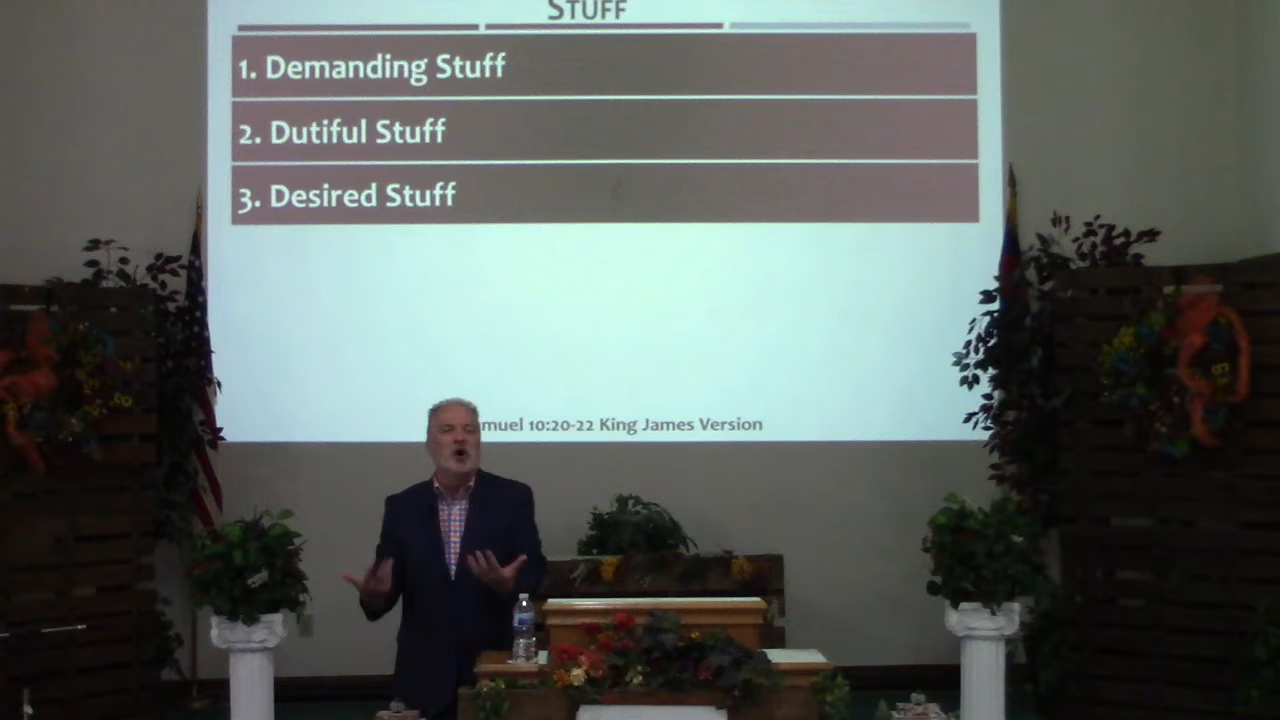 STUFF
1. Demanding Stuff
2. Dutiful Stuff
3. Desired Stuff
muel 10:20-22 King James Version